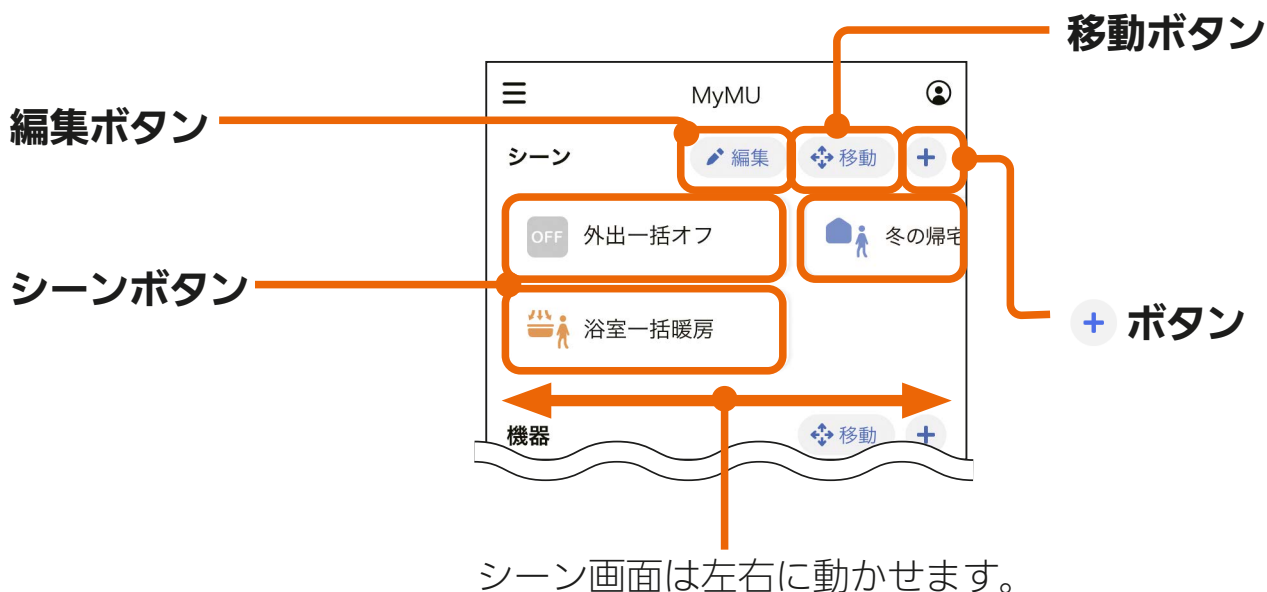 移動ボタン
MyMU
編集ボタン
シーン
編集
移動
+
OFF
外出一括オフ
冬の帰宅
シーンボタン
浴室一括暖房
+ ボタン
機器
移動
+
シーン画面は左右に動かせます。